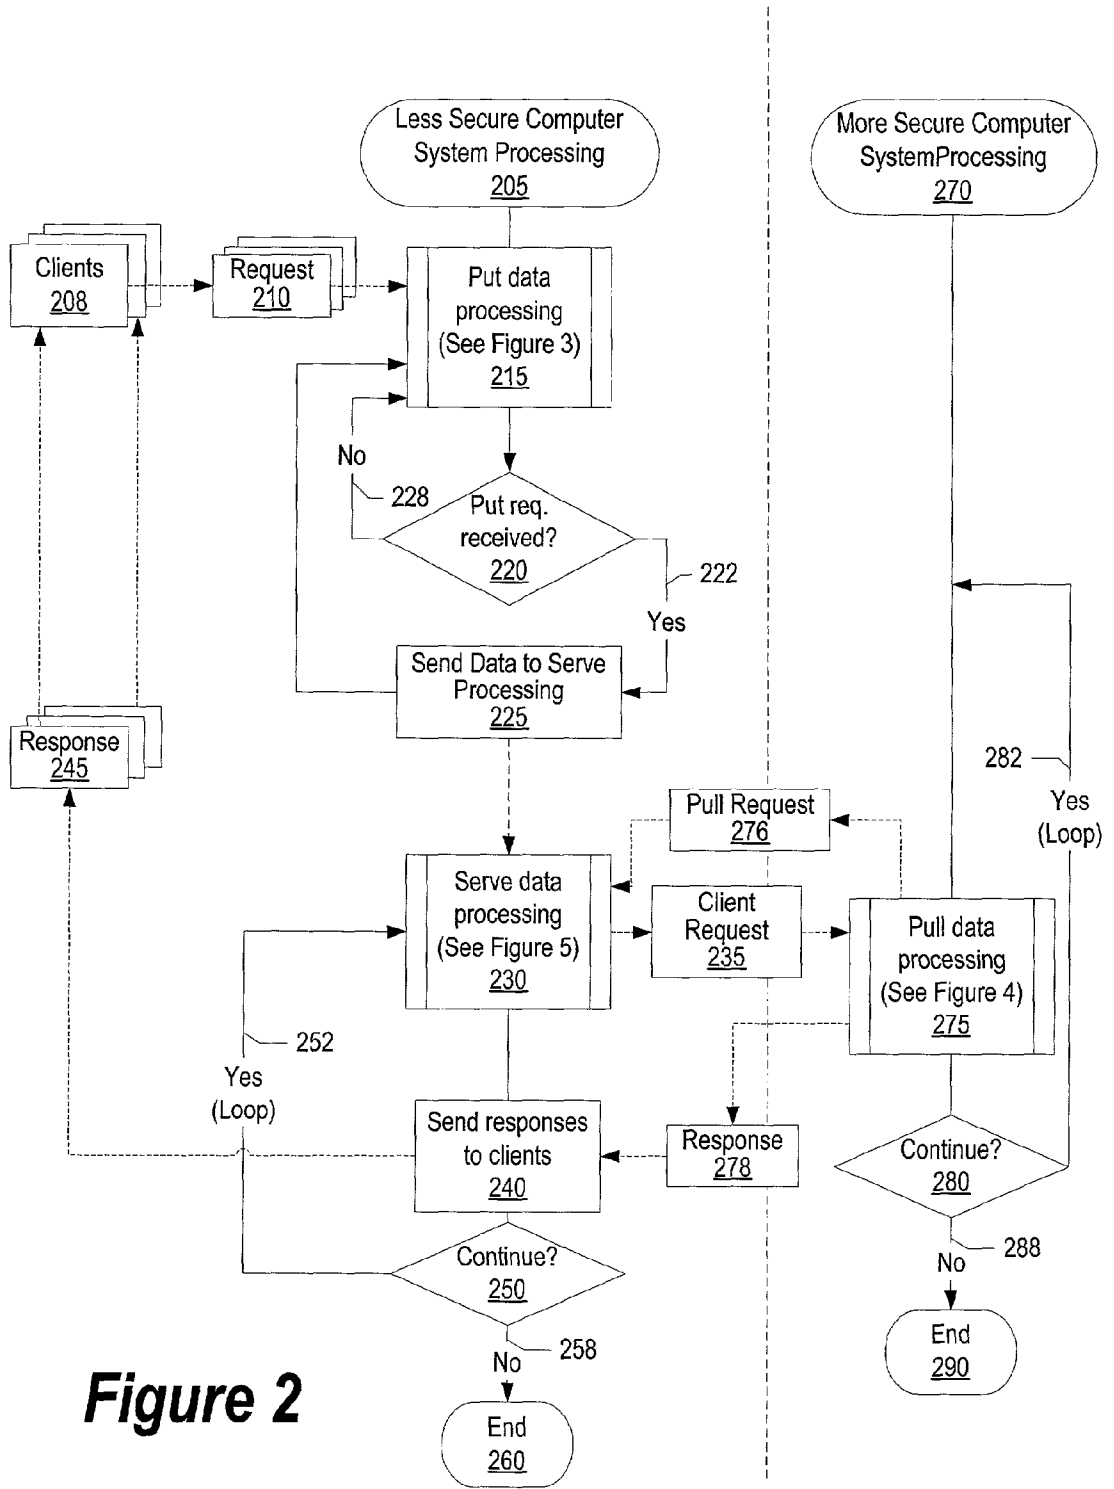 Less Secure Computer
System Processing
205
More Secure Computer
SystemProcessing
270
Clients
208
Request
210
Put data
processing
(See Figure 3)
215
No
228
Put req.
received?
220
222
Yes
Send Data to Serve
Processing
225
Response
245
282
Yes
(Loop)
Pull Request
276
Serve data
processing
(See Figure 5)
230
Client
Request
235
Pull data
processing
(See Figure 4)
275
252
Yes
(Loop)
Send responses
to clients
240
Response
278
Continue?
280
288
No
Continue?
250
258
No
End
290
End
260
Figure 2